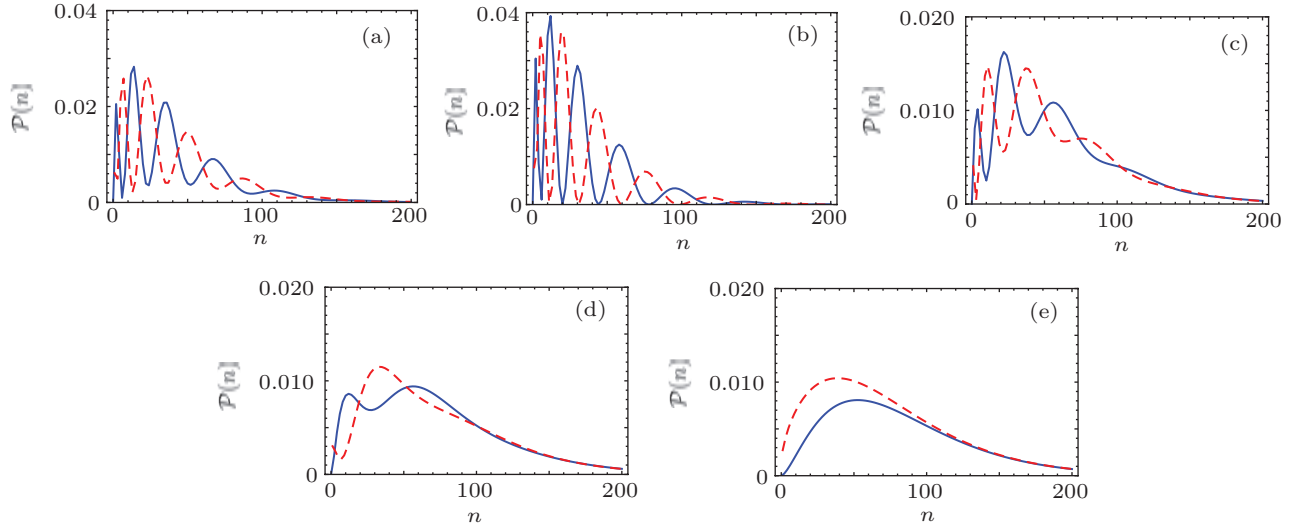 0.04 (a) 0.04 (b) 0.020 (c)
𝒫(n) 0.02 𝒫(n) 0.02 𝒫(n) 0.010
0 0 0
0 100 200 0 100 200 0 100 200
n n n
0.020 (d) 0.020 (e)
𝒫(n) 0.010 𝒫(n) 0.010
0 0
0 100 200 0 100 200
n n